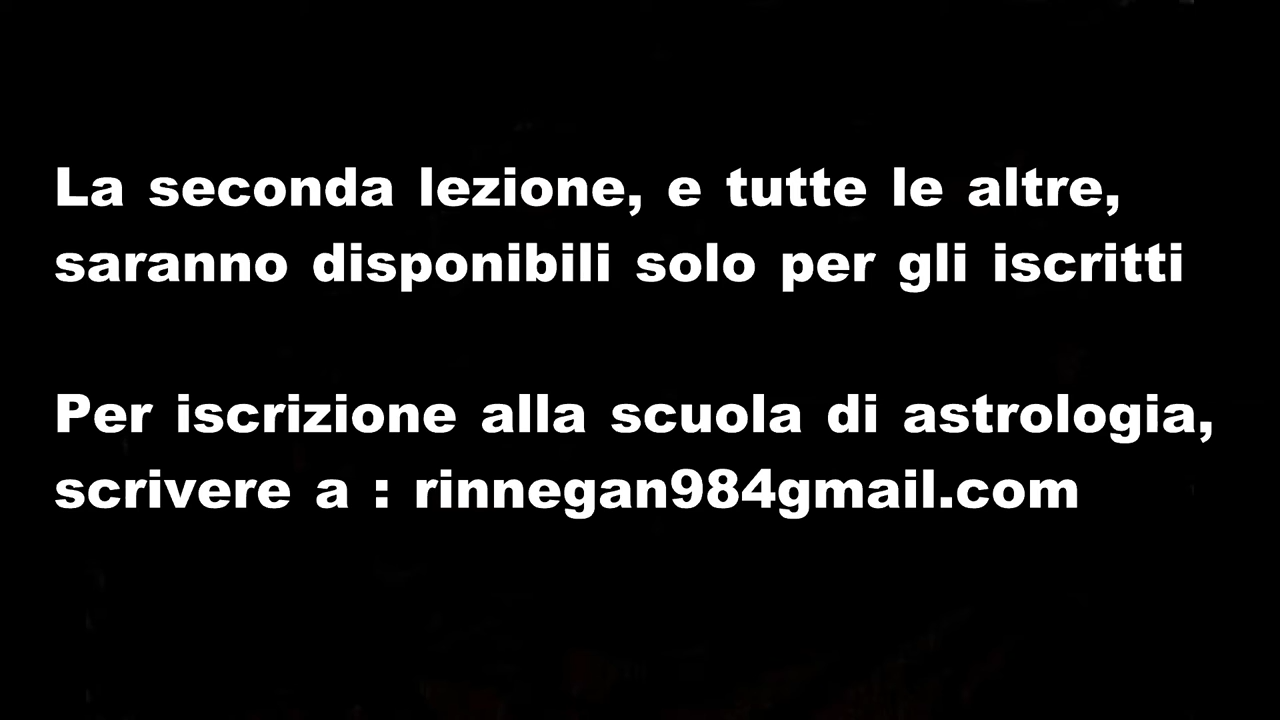 La seconda lezione, e tutte le altre,
saranno disponibili solo per gli iscritti
Per iscrizione alla scuola di astrologia,
scrivere a : rinnegan984gmail.com